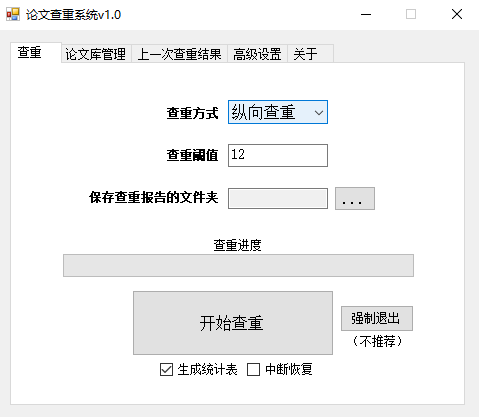 论文查重系统v1.0
查重 论文库管理 上一次查重结果 高级设置 关于
查重方式 纵向查重
查重阈值 12
保存查重报告的文件夹 ...
查重进度
开始查重 强制退出
（不推荐）
生成统计表 中断恢复